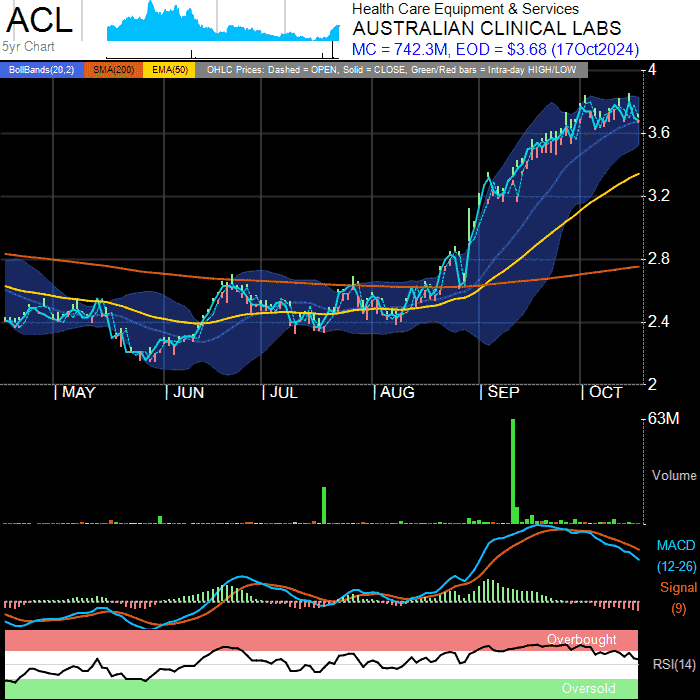 ACL
5yr Chart
Health Care Equipment & Services
AUSTRALIAN CLINICAL LABS
MC = 742.3M, EOD = $3.68 (17Oct2024)
BollBands(20,2) SMA(200) EMA(50) OHLC Prices: Dashed = OPEN, Solid = CLOSE, Green/Red bars = Intra-day HIGH/LOW
4
3.6
3.2
2.8
2.4
2
| MAY | JUN | JUL | AUG | SEP | OCT
63M
Volume
MACD
(12-26)
Signal
(9)
Overbought
RSI(14)
Oversold